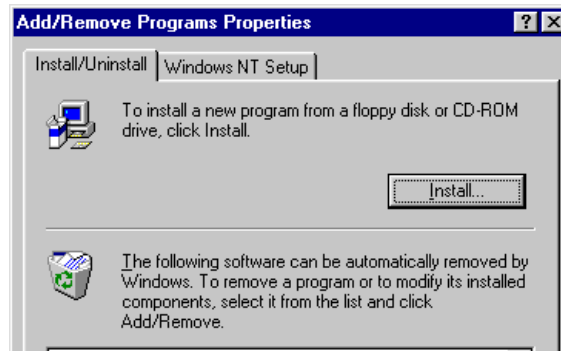 Add/Remove Programs Properties
Install/Uninstall Windows NT Setup
To install a new program from a floppy disk or CD-ROM
drive, click Install.
Install...
The following software can be automatically removed by
Windows. To remove a program or to modify its installed
components, select it from the list and click
Add/Remove.